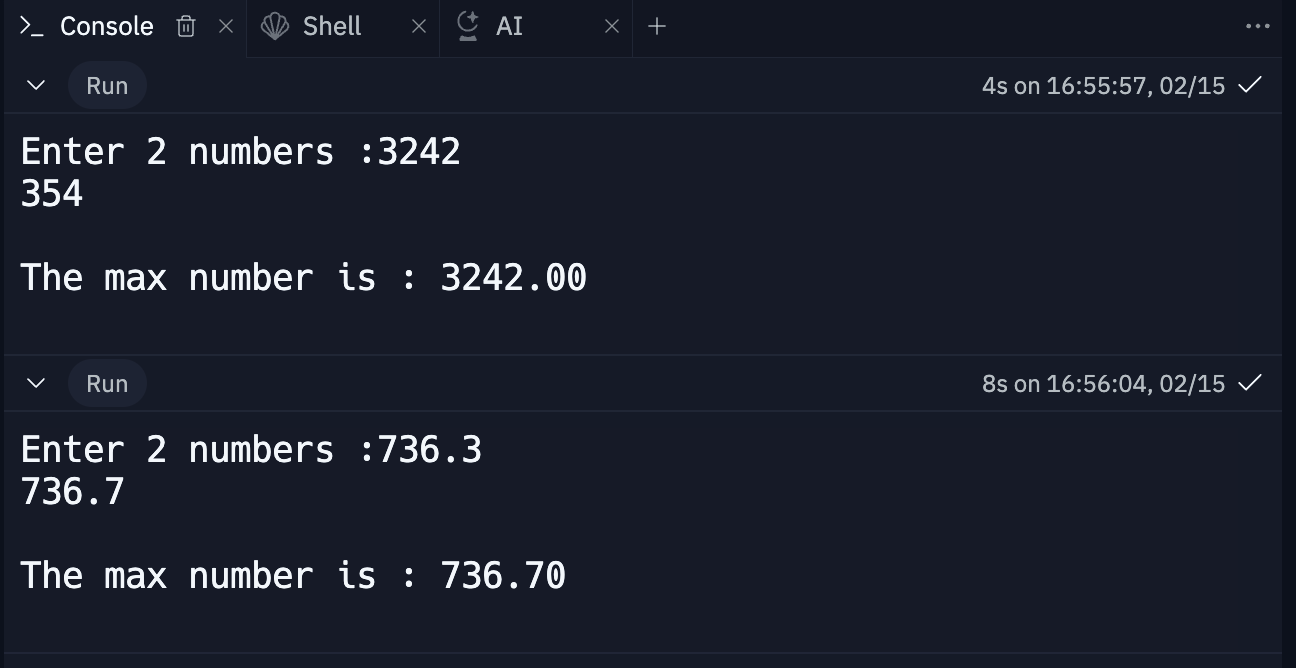 Console
Shell
AI
Run
4s on 16:55:57, 02/15
Enter 2 numbers :3242
354
The max number is : 3242.00
Run
8s on 16:56:04, 02/15
Enter 2 numbers :736.3
736.7
The max number is : 736.70